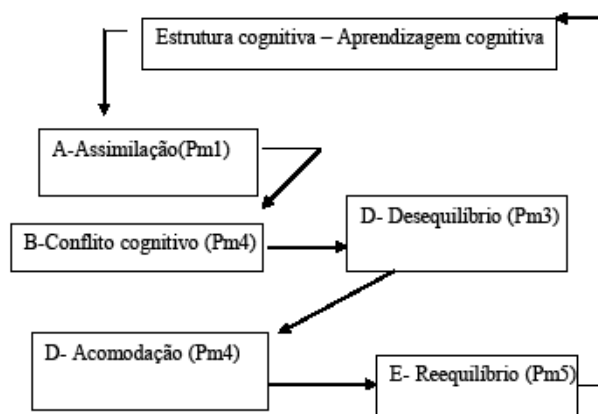 Estrutura cognitiva – Aprendizagem cognitiva
A-Assimilação(Pm1)
B-Conflito cognitivo (Pm4)
D- Desequilíbrio (Pm3)
D- Acomodação (Pm4)
E- Reequilíbrio (Pm5)